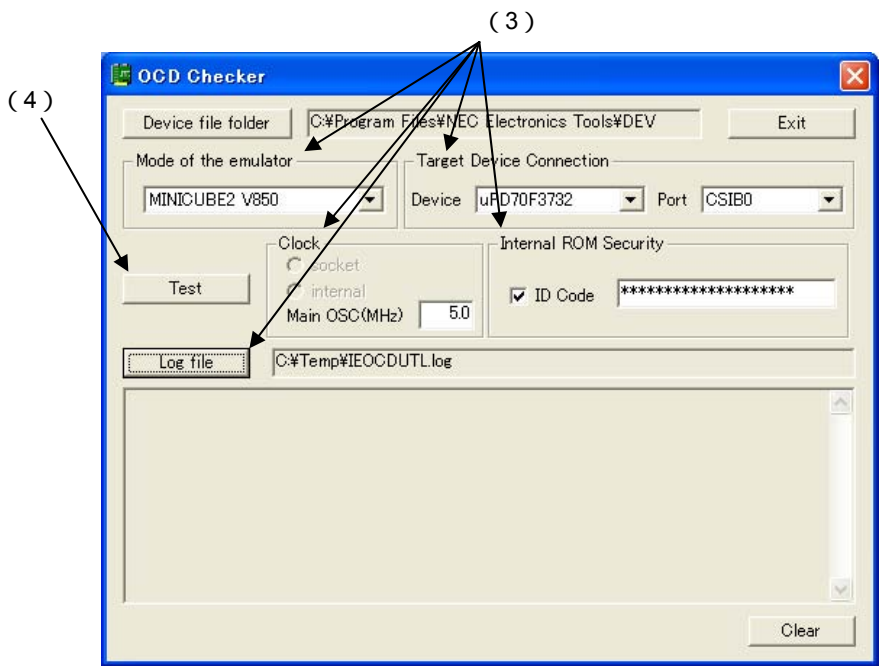 （3）
OCD Checker
（4）
Device file folder C:¥Program Files¥NEC Electronics Tools¥DEV Exit
Mode of the emulator Target Device Connection
MINICUBE2 V850 Device uPD70F3732 Port CSIB0
Clock Internal ROM Security
socket
Test internal ID Code ********************
Main OSC(MHz) 5.0
Log file C:¥Temp¥IEOCDUTL.log
Clear